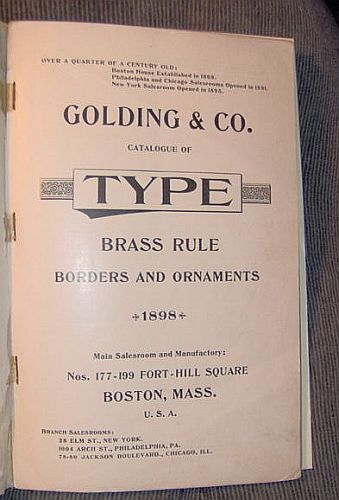 OVER A QUARTER OF A CENTURY OLD:
Boston House Established in 1869.
Philadelphia and Chicago Salesrooms Opened in 1891.
New York Salesroom Opened in 1895.
GOLDING & CO.
CATALOGUE OF
TYPE
BRASS RULE
BORDERS AND ORNAMENTS
1898
Main Salesroom and Manufactory:
Nos. 177-199 FORT-HILL SQUARE
BOSTON, MASS.
U. S. A.
BRANCH SALESROOMS:
28 ELM ST., NEW YORK.
1004 ARCH ST., PHILADELPHIA, PA.
78-80 JACKSON BOULEVARD., CHICAGO, ILL.